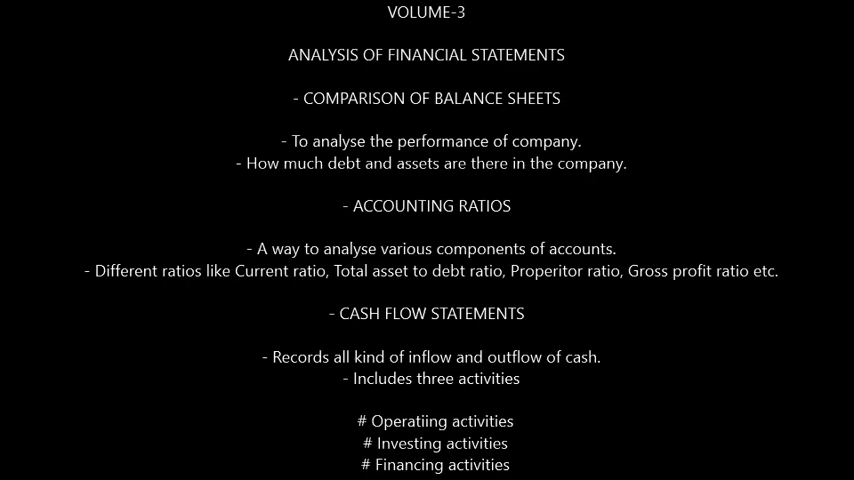 VOLUME-3
ANALYSIS OF FINANCIAL STATEMENTS
- COMPARISON OF BALANCE SHEETS
- To analyse the performance of company.
- How much debt and assets are there in the company.
- ACCOUNTING RATIOS
- A way to analyse various components of accounts.
- Different ratios like Current ratio, Total asset to debt ratio, Properitor ratio, Gross profit ratio etc.
- CASH FLOW STATEMENTS
- Records all kind of inflow and outflow of cash.
- Includes three activities
# Operatiing activities
# Investing activities
# Financing activities